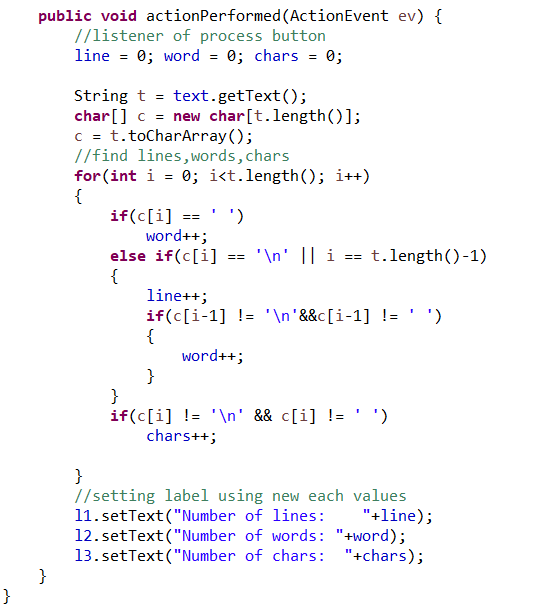 public void actionPerformed(ActionEvent ev) {
//listener of process button
line = 0; word = 0; chars = 0;
String t = text.getText();
char[] c = new char[t.length()];
c = t.toCharArray();
//find lines,words,chars
for(int i = 0; i<t.length(); i++)
{
if(c[i] == ' ')
word++;
else if(c[i] == '\n' || i == t.length()-1)
{
line++;
if(c[i-1] != '\n'&&c[i-1] != ' ')
{
word++;
}
}
if(c[i] != '\n' && c[i] != ' ')
chars++;
}
//setting label using new each values
l1.setText("Number of lines:    "+line);
l2.setText("Number of words: "+word);
l3.setText("Number of chars:  "+chars);
}
}